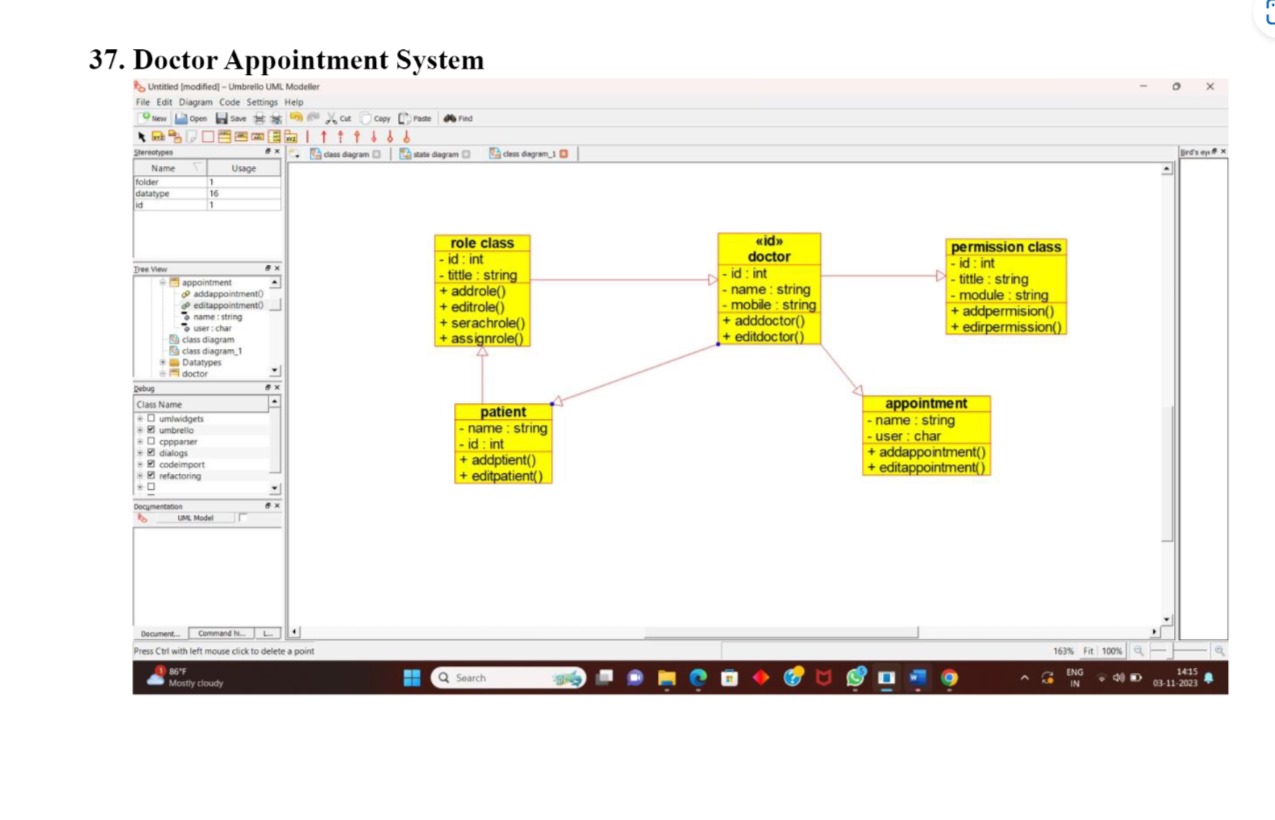 37. Doctor Appointment System
Untitled [modified] - Umbrello UML Modeller
File Edit Diagram Code Settings Help
New Open Save Cut Copy Paste Find
Stereotypes
class diagram state diagram class diagram_1
Bird's eye
Name Usage
folder 1
datatype 16
id 1
Tree View
appointment
addappointment()
editappointment()
name : string
user : char
class diagram
class diagram_1
Datatypes
doctor
Debug
Class Name
umlwidgets
umbrello
cppparser
dialogs
codeimport
refactoring
Documentation
UML Model
Document... Command hi... L...
role class
- id : int
- tittle : string
+ addrole()
+ editrole()
+ serachrole()
+ assignrole()
«id»
doctor
- id : int
- name : string
- mobile : string
+ adddoctor()
+ editdoctor()
permission class
- id : int
- tittle : string
- module : string
+ addpermision()
+ edirpermission()
patient
- name : string
- id : int
+ addptient()
+ editpatient()
appointment
- name : string
- user : char
+ addappointment()
+ editappointment()
Press Ctrl with left mouse click to delete a point
163% Fit 100%
1
86°F
Mostly cloudy
Search
ENG
IN
14:15
03-11-2023